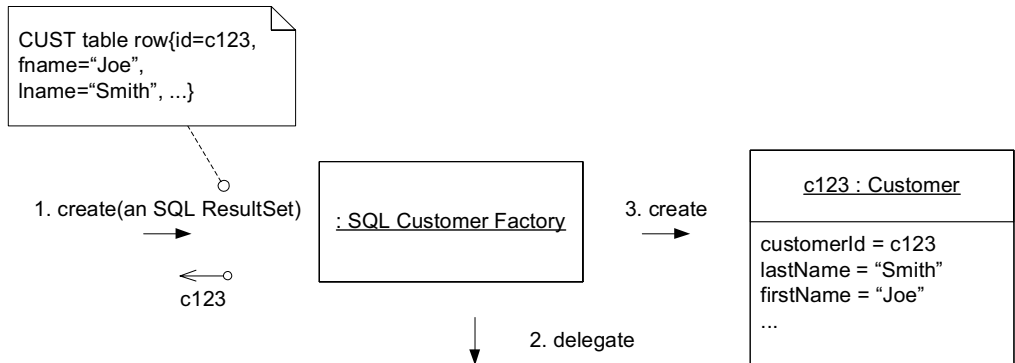 CUST table row{id=c123,
fname=“Joe”,
lname=“Smith”, ...}
1. create(an SQL ResultSet)
c123
: SQL Customer Factory
3. create
c123 : Customer
customerId = c123
lastName = “Smith”
firstName = “Joe”
...
2. delegate